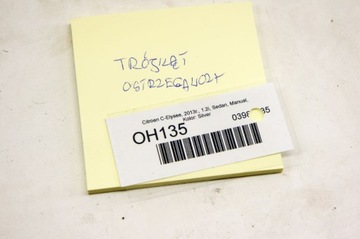 TRÓJKĄT
OSTRZEGAWCZY
Citroen C-Elysee, 2013r., 1.2i, Sedan, Manual,
Kolor: Silver
OH135